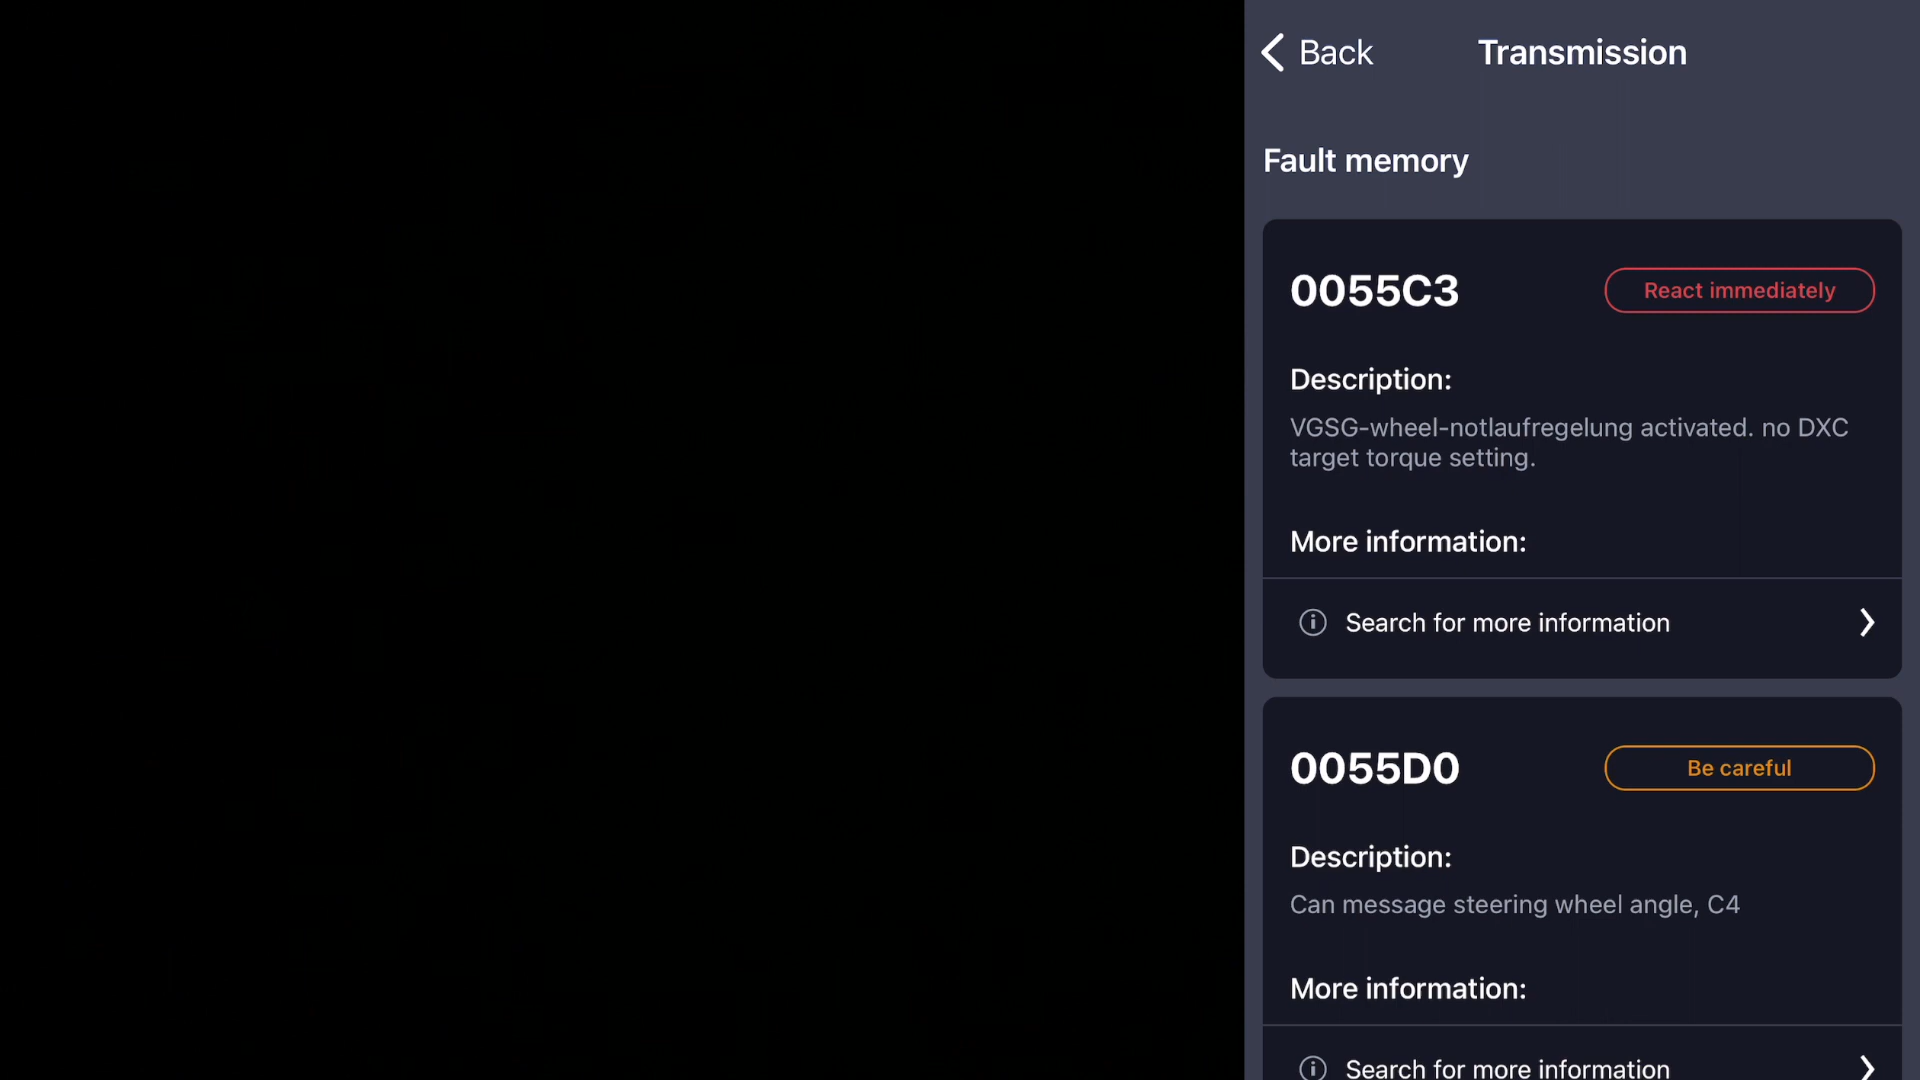 Back
Transmission
Fault memory
0055C3
React immediately
Description:
VGSG-wheel-notlaufregelung activated. no DXC
target torque setting.
More information:
Search for more information
0055D0
Be careful
Description:
Can message steering wheel angle, C4
More information:
Search for more information